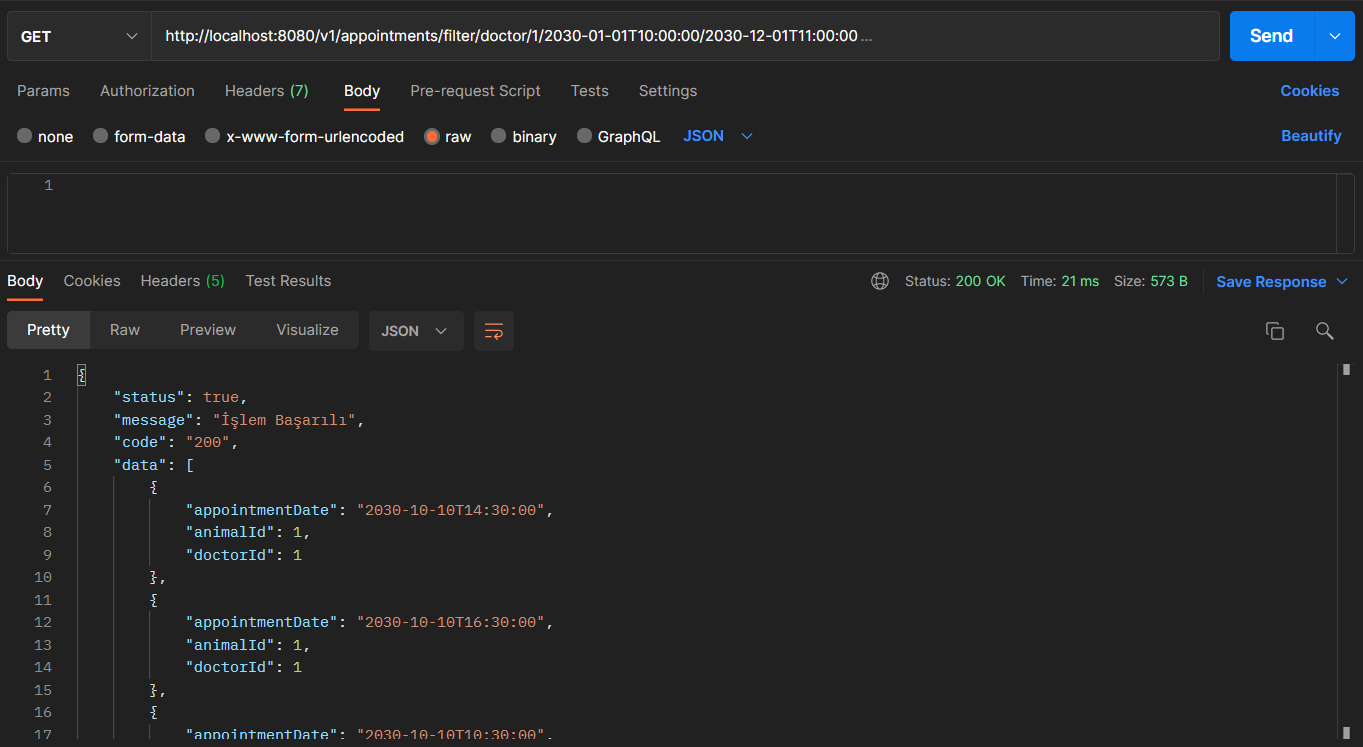 GET http://localhost:8080/v1/appointments/filter/doctor/1/2030-01-01T10:00:00/2030-12-01T11:00:00 ... Send
Params Authorization Headers (7) Body Pre-request Script Tests Settings Cookies
none form-data x-www-form-urlencoded raw binary GraphQL JSON Beautify
1
Body Cookies Headers (5) Test Results Status: 200 OK Time: 21 ms Size: 573 B Save Response
Pretty Raw Preview Visualize JSON
1 {
2 "status": true,
3 "message": "İşlem Başarılı",
4 "code": "200",
5 "data": [
6 {
7 "appointmentDate": "2030-10-10T14:30:00",
8 "animalId": 1,
9 "doctorId": 1
10 },
11 {
12 "appointmentDate": "2030-10-10T16:30:00",
13 "animalId": 1,
14 "doctorId": 1
15 },
16 {
17 "appointmentDate": "2030-10-10T10:30:00",